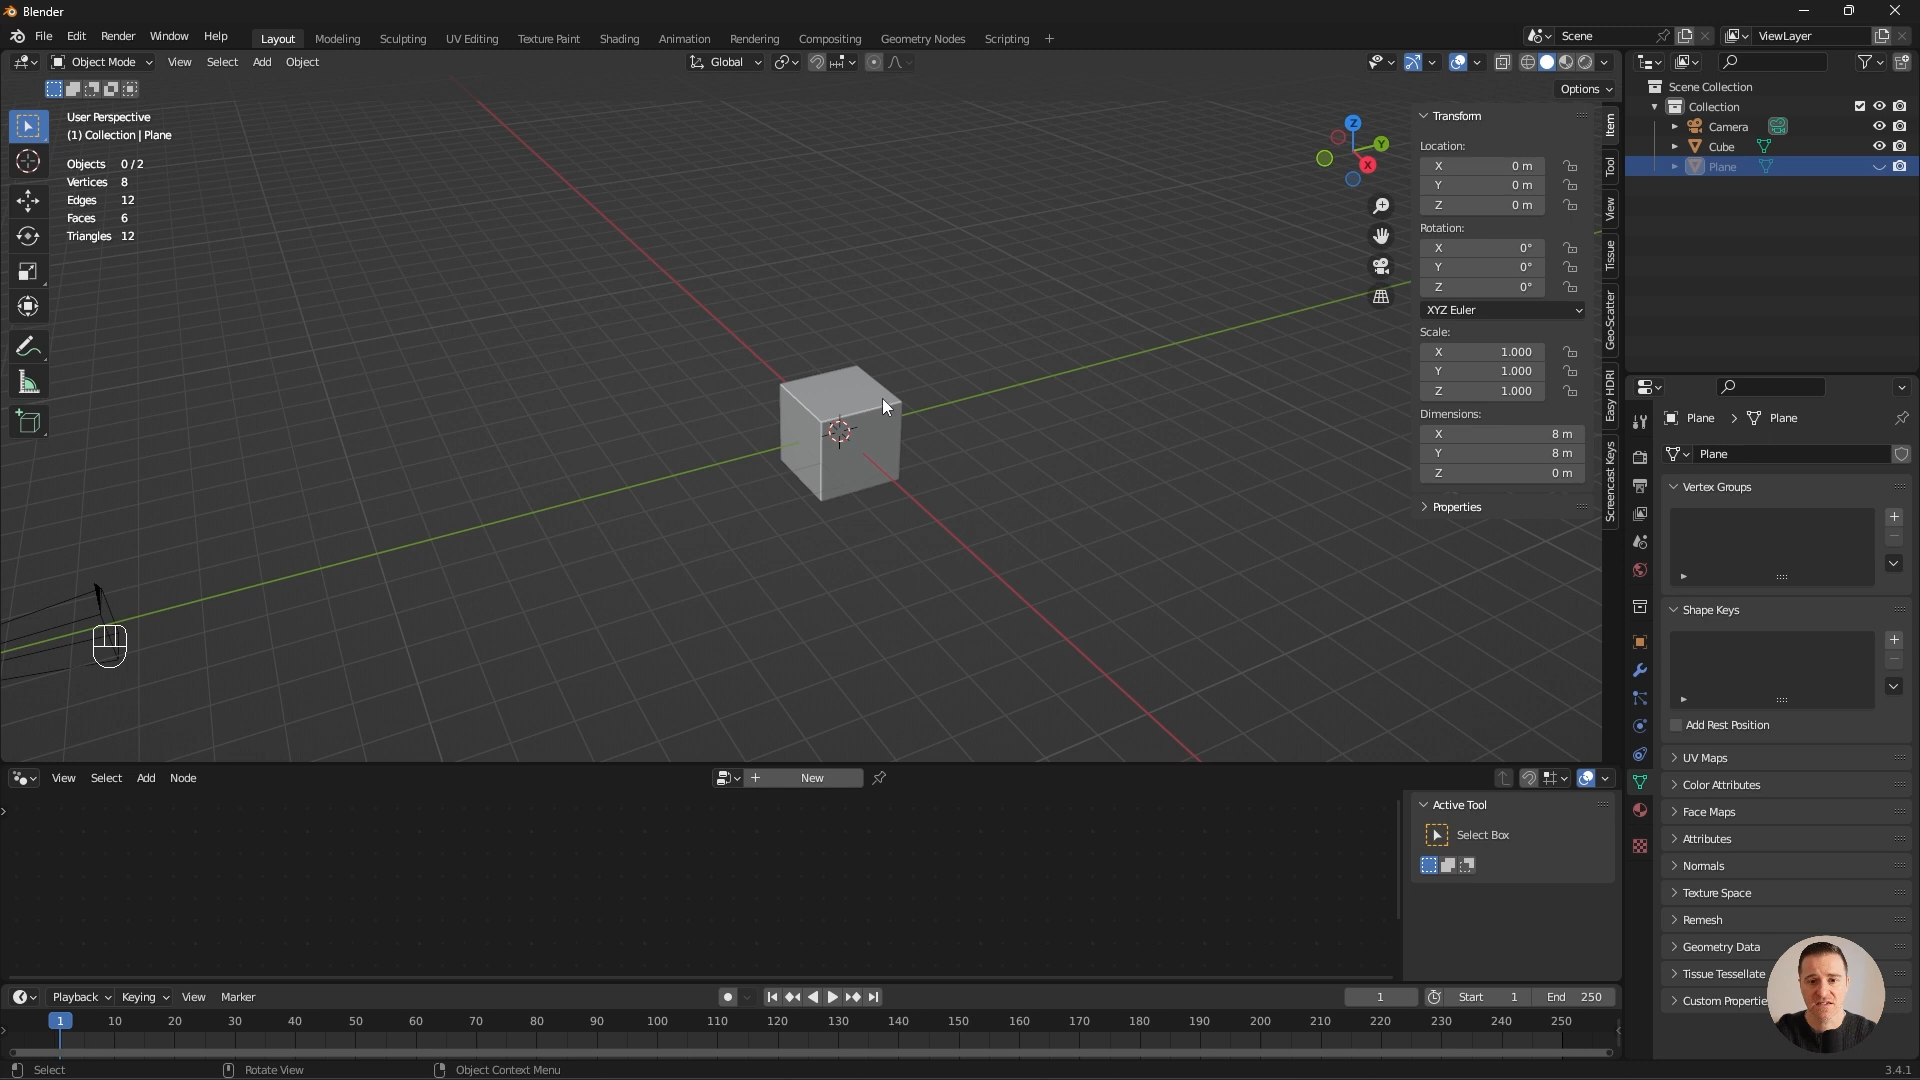 Blender
File Edit Render Window Help Layout Modeling Sculpting UV Editing Texture Paint Shading Animation Rendering Compositing Geometry Nodes Scripting + Scene ViewLayer
Object Mode View Select Add Object Global
Options
User Perspective
(1) Collection | Plane
Objects 0 / 2
Vertices 8
Edges 12
Faces 6
Triangles 12
Z
Y
X
Transform
Location:
X 0 m
Y 0 m
Z 0 m
Rotation:
X 0°
Y 0°
Z 0°
XYZ Euler
Scale:
X 1.000
Y 1.000
Z 1.000
Dimensions:
X 8 m
Y 8 m
Z 0 m
Properties
Item
Tool
View
Tissue
Geo-Scatter
Easy HDRI
Screencast Keys
Scene Collection
Collection
Camera
Cube
Plane
Plane > Plane
Plane
Vertex Groups
Shape Keys
Add Rest Position
UV Maps
Color Attributes
Face Maps
Attributes
Normals
Texture Space
Remesh
Geometry Data
Tissue Tessellate
Custom Propertie
View Select Add Node + New
Active Tool
Select Box
Playback Keying View Marker 1 Start 1 End 250
1 10 20 30 40 50 60 70 80 90 100 110 120 130 140 150 160 170 180 190 200 210 220 230 240 250
Select Rotate View Object Context Menu 3.4.1